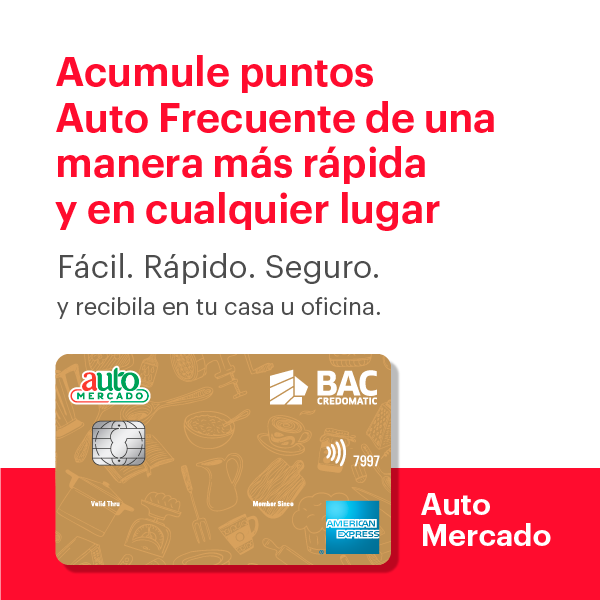 Acumule puntos
Auto Frecuente de una
manera más rápida
y en cualquier lugar
Fácil. Rápido. Seguro.
y recibila en tu casa u oficina.
auto
MERCADO
BAC
CREDOMATIC
7997
Valid Thru
Member Since
AMERICAN
EXPRESS
Auto
Mercado